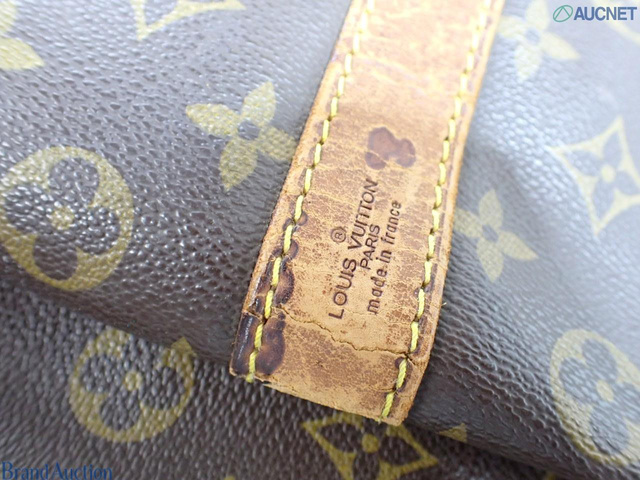 AUCNET
®
LOUIS VUITTON
PARIS
made in france
Brand Auction